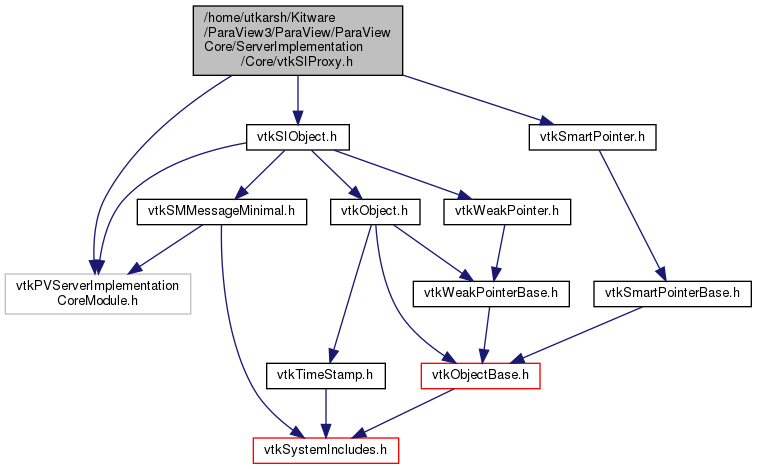 /home/utkarsh/Kitware
/ParaView3/ParaView/ParaView
Core/ServerImplementation
/Core/vtkSIProxy.h
vtkSIObject.h
vtkSmartPointer.h
vtkSMMessageMinimal.h
vtkObject.h
vtkWeakPointer.h
vtkPVServerImplementation
CoreModule.h
vtkWeakPointerBase.h
vtkSmartPointerBase.h
vtkTimeStamp.h
vtkObjectBase.h
vtkSystemIncludes.h